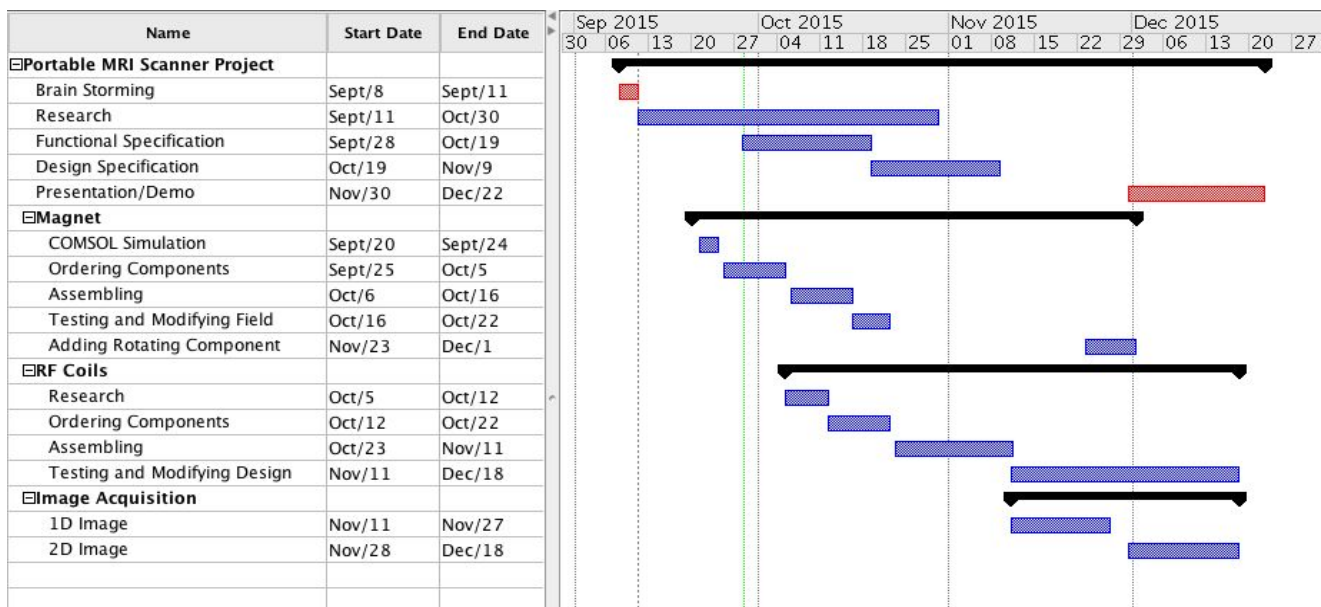 Name Start Date End Date Sep 2015 Oct 2015 Nov 2015 Dec 2015
30 06 13 20 27 04 11 18 25 01 08 15 22 29 06 13 20 27
Portable MRI Scanner Project
Brain Storming Sept/8 Sept/11
Research Sept/11 Oct/30
Functional Specification Sept/28 Oct/19
Design Specification Oct/19 Nov/9
Presentation/Demo Nov/30 Dec/22
Magnet
COMSOL Simulation Sept/20 Sept/24
Ordering Components Sept/25 Oct/5
Assembling Oct/6 Oct/16
Testing and Modifying Field Oct/16 Oct/22
Adding Rotating Component Nov/23 Dec/1
RF Coils
Research Oct/5 Oct/12
Ordering Components Oct/12 Oct/22
Assembling Oct/23 Nov/11
Testing and Modifying Design Nov/11 Dec/18
Image Acquisition
1D Image Nov/11 Nov/27
2D Image Nov/28 Dec/18